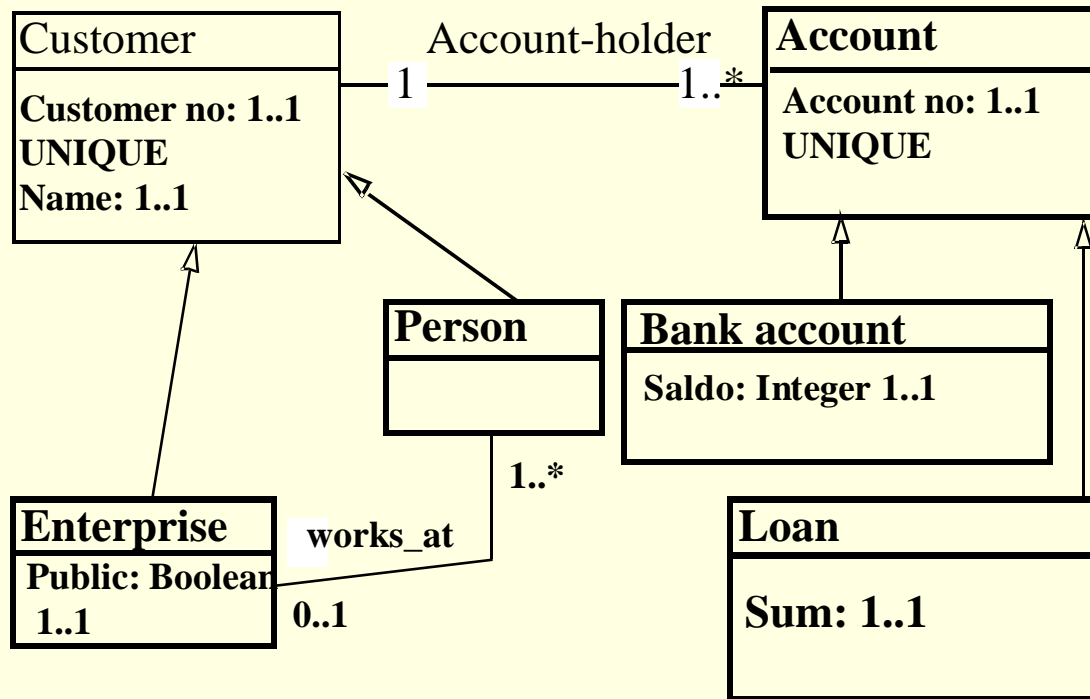 Customer
Customer no: 1..1
UNIQUE
Name: 1..1
Account-holder
1
1..*
Account
Account no: 1..1
UNIQUE
Person
Bank account
Saldo: Integer 1..1
1..*
works_at
0..1
Enterprise
Public: Boolean
1..1
Loan
Sum: 1..1